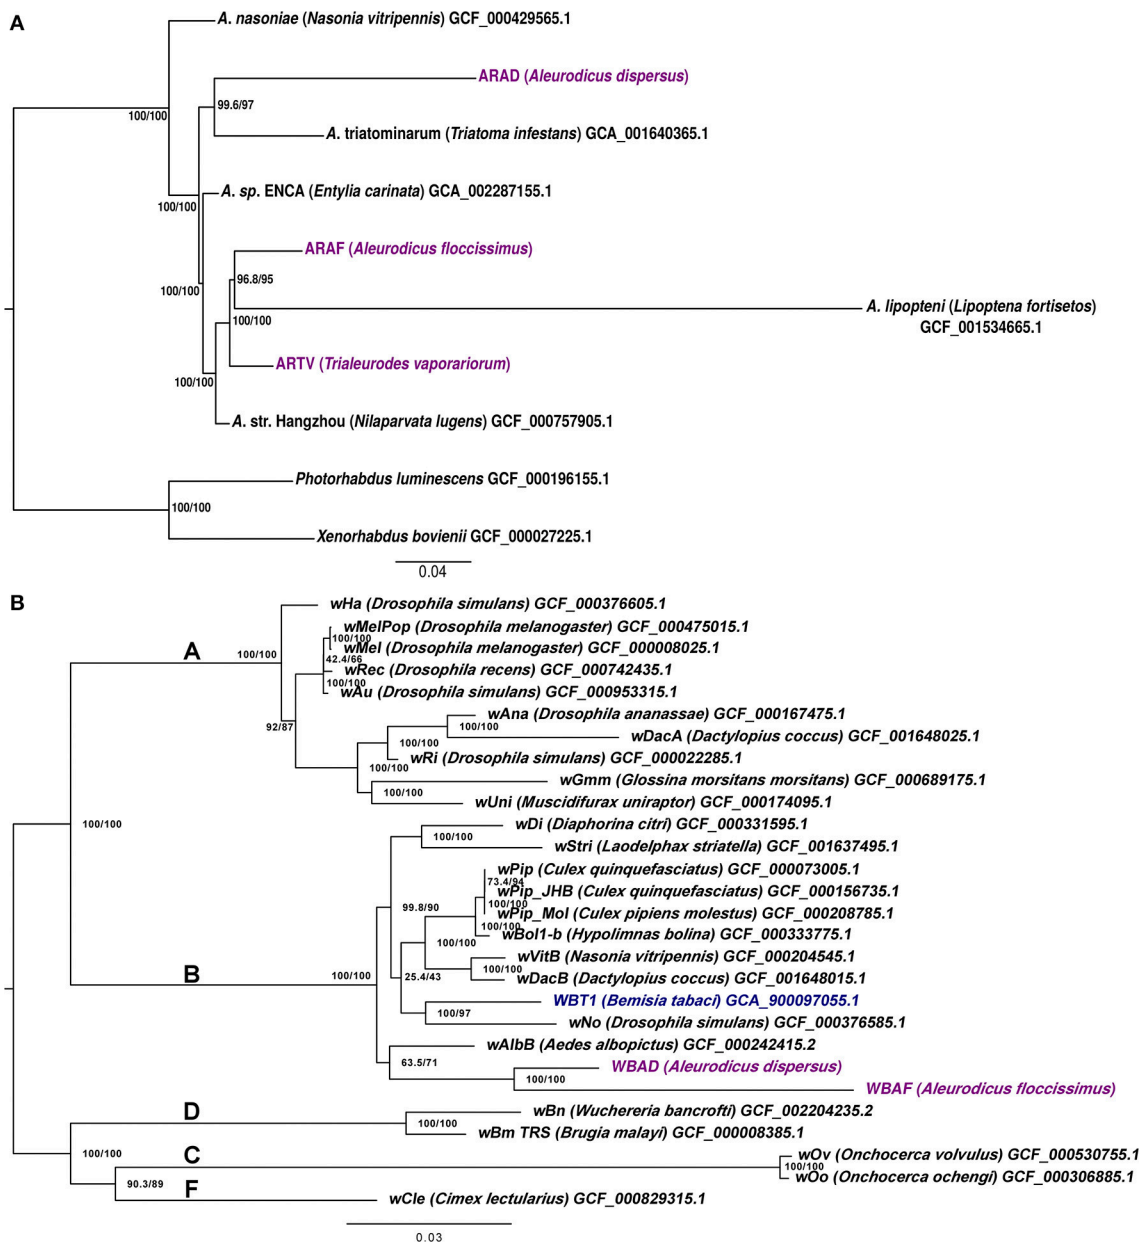 A
A. nasoniae (Nasonia vitripennis) GCF_000429565.1
ARAD (Aleurodicus dispersus)
99.6/97
100/100
A. triatominarum (Triatoma infestans) GCA_001640365.1
A. sp. ENCA (Entylia carinata) GCA_002287155.1
100/100
ARAF (Aleurodicus floccissimus)
96.8/95
100/100
A. lipopteni (Lipoptena fortisetos)
GCF_001534665.1
100/100
ARTV (Trialeurodes vaporariorum)
100/100
A. str. Hangzhou (Nilaparvata lugens) GCF_000757905.1
Photorhabdus luminescens GCF_000196155.1
100/100
Xenorhabdus bovienii GCF_000027225.1
0.04
B
wHa (Drosophila simulans) GCF_000376605.1
wMelPop (Drosophila melanogaster) GCF_000475015.1
100/100
A
wMel (Drosophila melanogaster) GCF_000008025.1
100/100
42.4/66
wRec (Drosophila recens) GCF_000742435.1
100/100
wAu (Drosophila simulans) GCF_000953315.1
wAna (Drosophila ananassae) GCF_000167475.1
92/87
100/100
wDacA (Dactylopius coccus) GCF_001648025.1
100/100
wRi (Drosophila simulans) GCF_000022285.1
100/100
wGmm (Glossina morsitans morsitans) GCF_000689175.1
100/100
wUni (Muscidifurax uniraptor) GCF_000174095.1
100/100
wDi (Diaphorina citri) GCF_000331595.1
100/100
wStri (Laodelphax striatella) GCF_001637495.1
wPip (Culex quinquefasciatus) GCF_000073005.1
73.4/94
wPip_JHB (Culex quinquefasciatus) GCF_000156735.1
100/100
99.8/90
wPip_Mol (Culex pipiens molestus) GCF_000208785.1
100/100
wBol1-b (Hypolimnas bolina) GCF_000333775.1
100/100
wVitB (Nasonia vitripennis) GCF_000204545.1
100/100
B
100/100
25.4/43
wDacB (Dactylopius coccus) GCF_001648015.1
WBT1 (Bemisia tabaci) GCA_900097055.1
100/97
wNo (Drosophila simulans) GCF_000376585.1
wAlbB (Aedes albopictus) GCF_000242415.2
63.5/71
WBAD (Aleurodicus dispersus)
100/100
WBAF (Aleurodicus floccissimus)
D
wBn (Wuchereria bancrofti) GCF_002204235.2
100/100
wBm TRS (Brugia malayi) GCF_000008385.1
100/100
C
wOv (Onchocerca volvulus) GCF_000530755.1
100/100
wOo (Onchocerca ochengi) GCF_000306885.1
90.3/89
F
wCle (Cimex lectularius) GCF_000829315.1
0.03